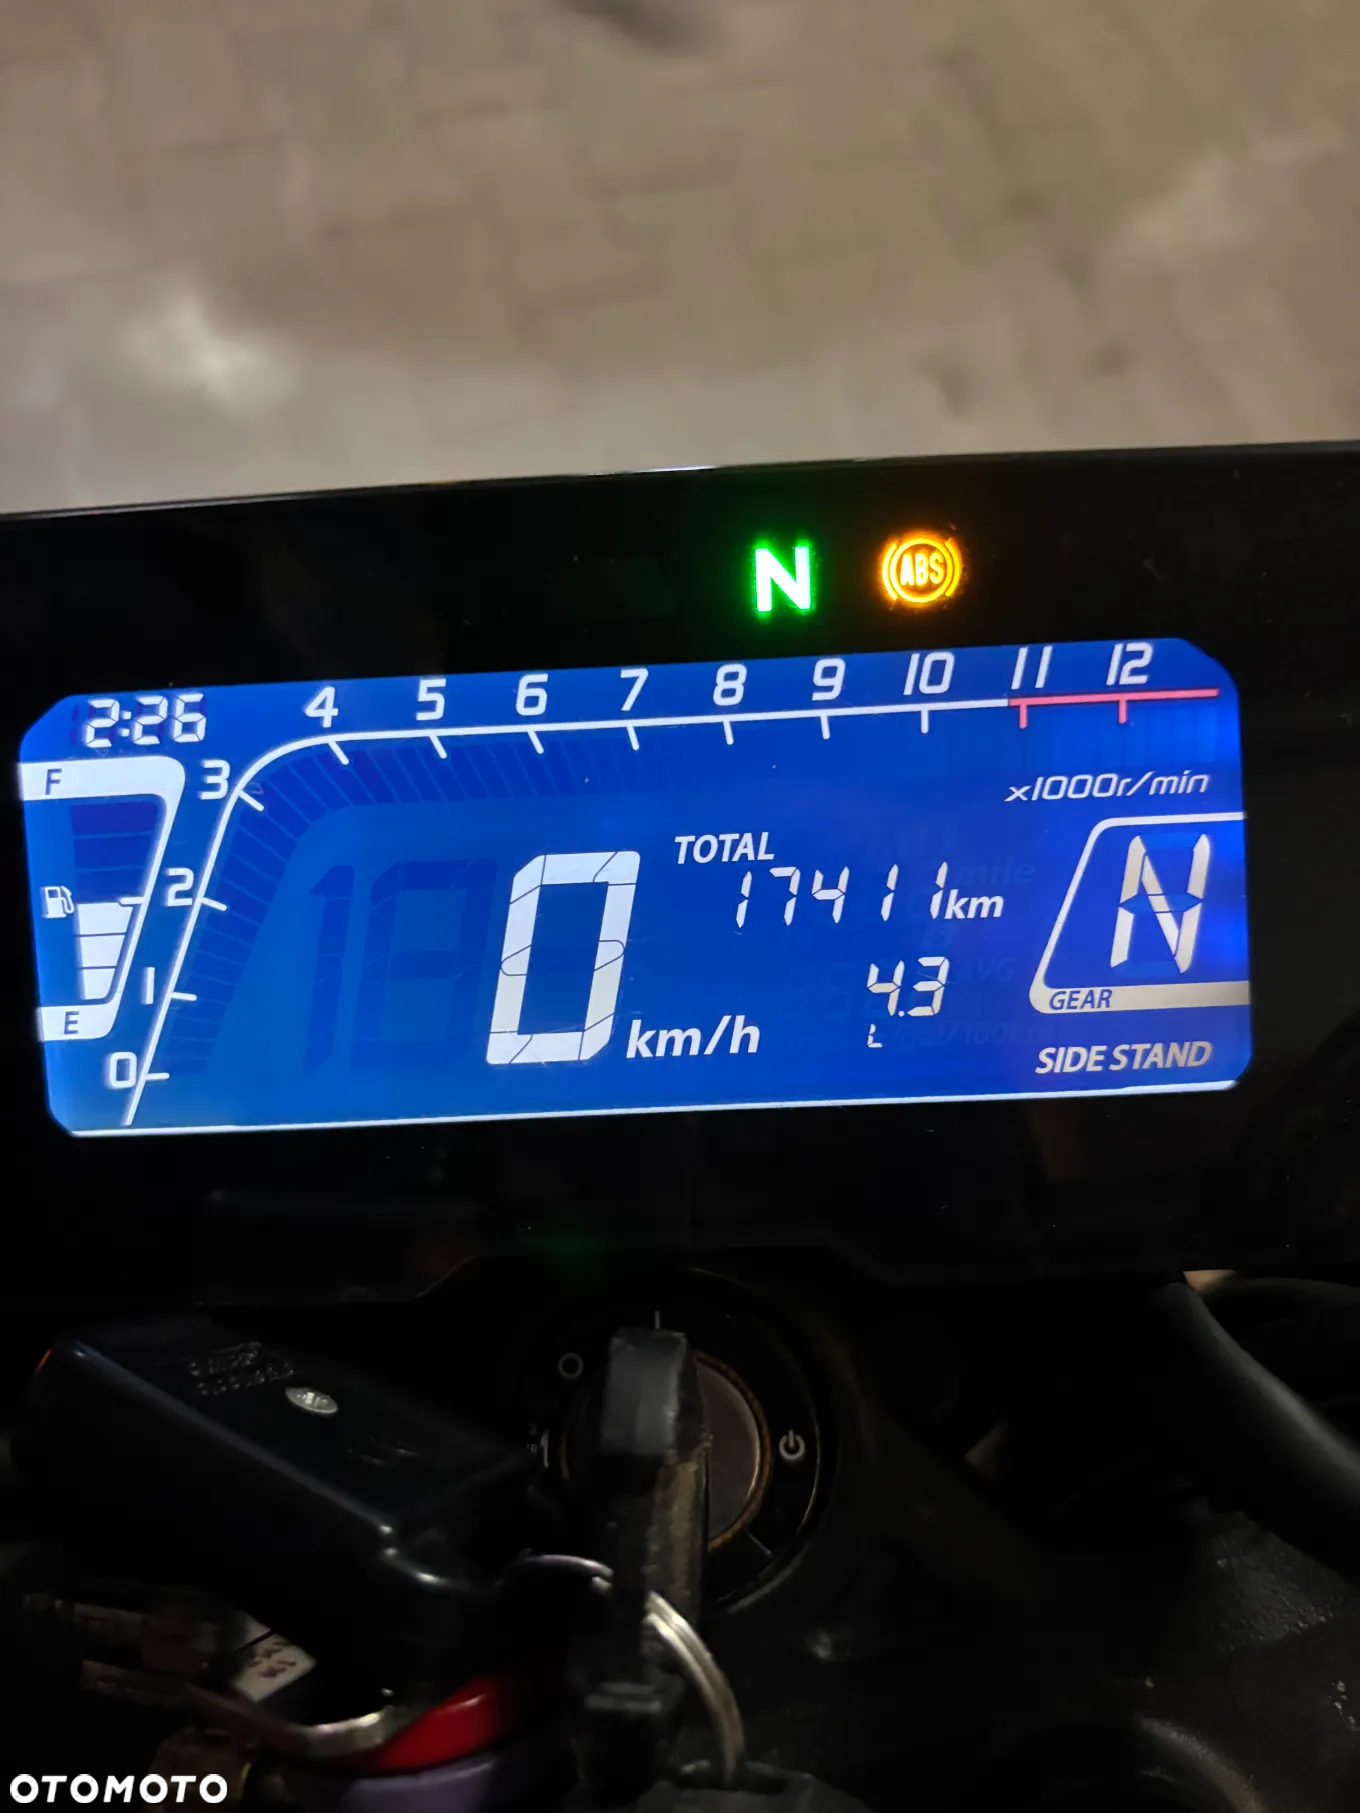 N ABS
2:26 4 5 6 7 8 9 10 11 12
F 3
x1000r/min
TOTAL
2 17411km N
0 km/h
4.3
1 GEAR
E L
0 SIDE STAND
OTOMOTO